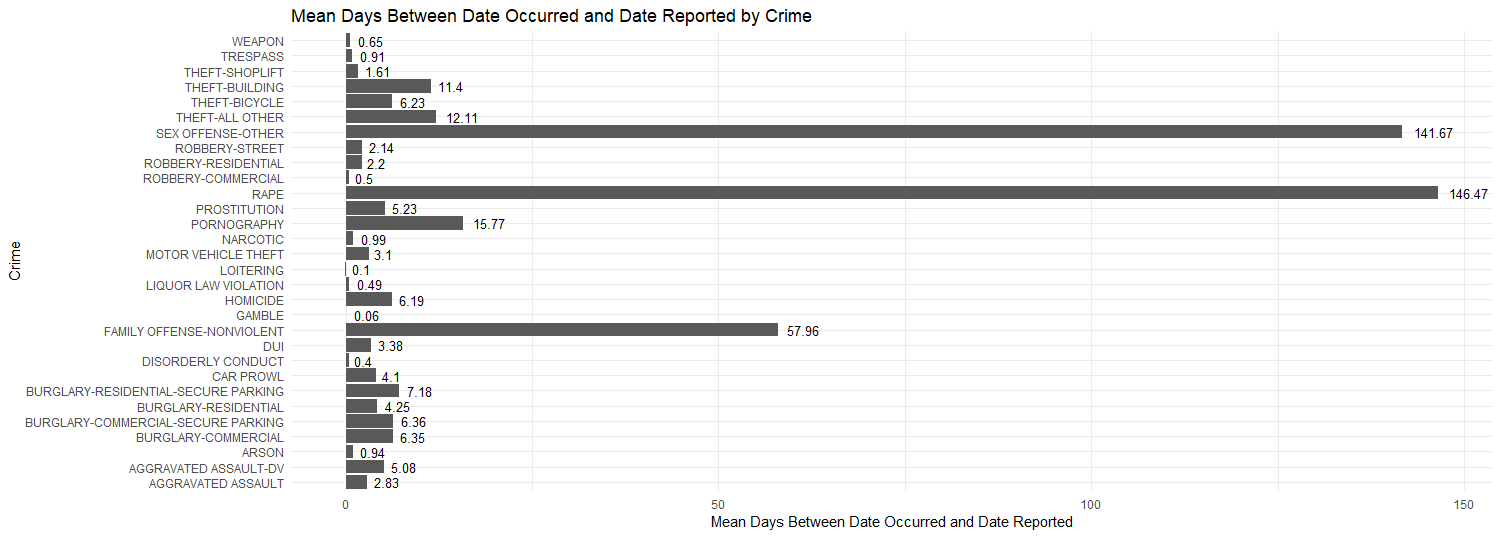 Mean Days Between Date Occurred and Date Reported by Crime
WEAPON 0.65
TRESPASS 0.91
THEFT-SHOPLIFT 1.61
THEFT-BUILDING 11.4
THEFT-BICYCLE 6.23
THEFT-ALL OTHER 12.11
SEX OFFENSE-OTHER 141.67
ROBBERY-STREET 2.14
ROBBERY-RESIDENTIAL 2.2
ROBBERY-COMMERCIAL 0.5
RAPE 146.47
PROSTITUTION 5.23
PORNOGRAPHY 15.77
NARCOTIC 0.99
MOTOR VEHICLE THEFT 3.1
LOITERING 0.1
LIQUOR LAW VIOLATION 0.49
HOMICIDE 6.19
GAMBLE 0.06
FAMILY OFFENSE-NONVIOLENT 57.96
DUI 3.38
DISORDERLY CONDUCT 0.4
CAR PROWL 4.1
BURGLARY-RESIDENTIAL-SECURE PARKING 7.18
BURGLARY-RESIDENTIAL 4.25
BURGLARY-COMMERCIAL-SECURE PARKING 6.36
BURGLARY-COMMERCIAL 6.35
ARSON 0.94
AGGRAVATED ASSAULT-DV 5.08
AGGRAVATED ASSAULT 2.83
Crime
0 50 100 150
Mean Days Between Date Occurred and Date Reported